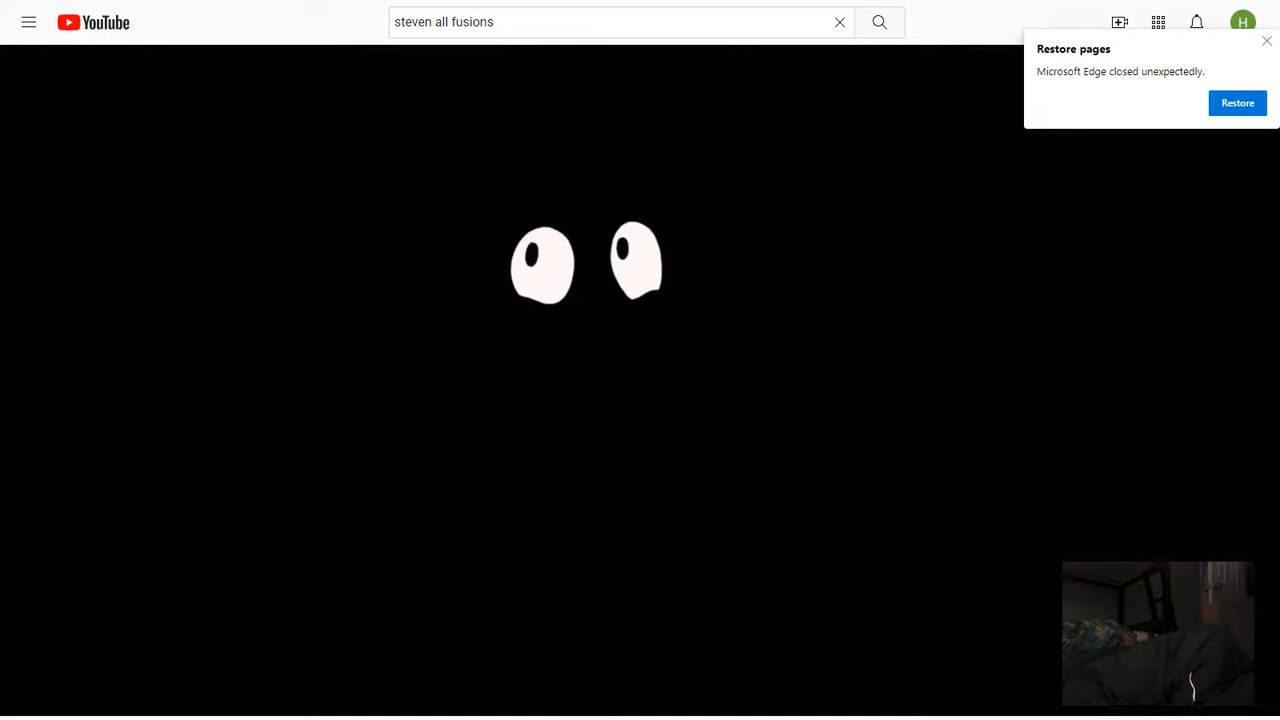 YouTube
steven all fusions
H
Restore pages
Microsoft Edge closed unexpectedly.
Restore